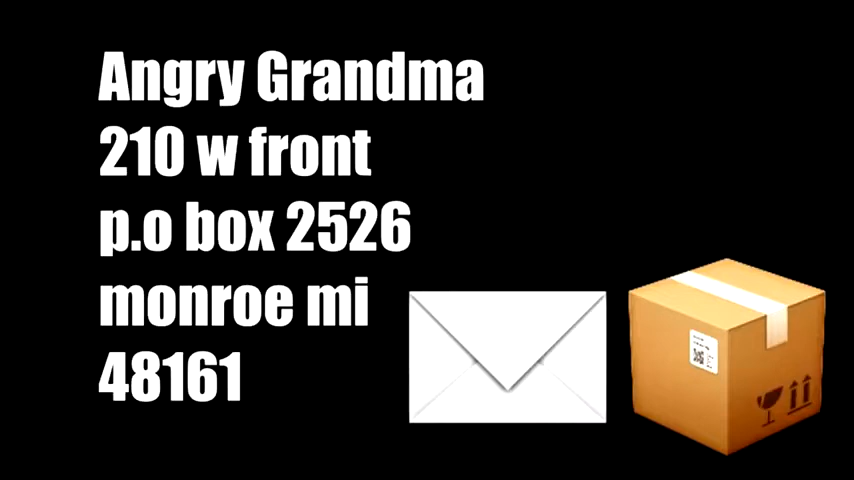 Angry Grandma
210 w front
p.o box 2526
monroe mi
48161